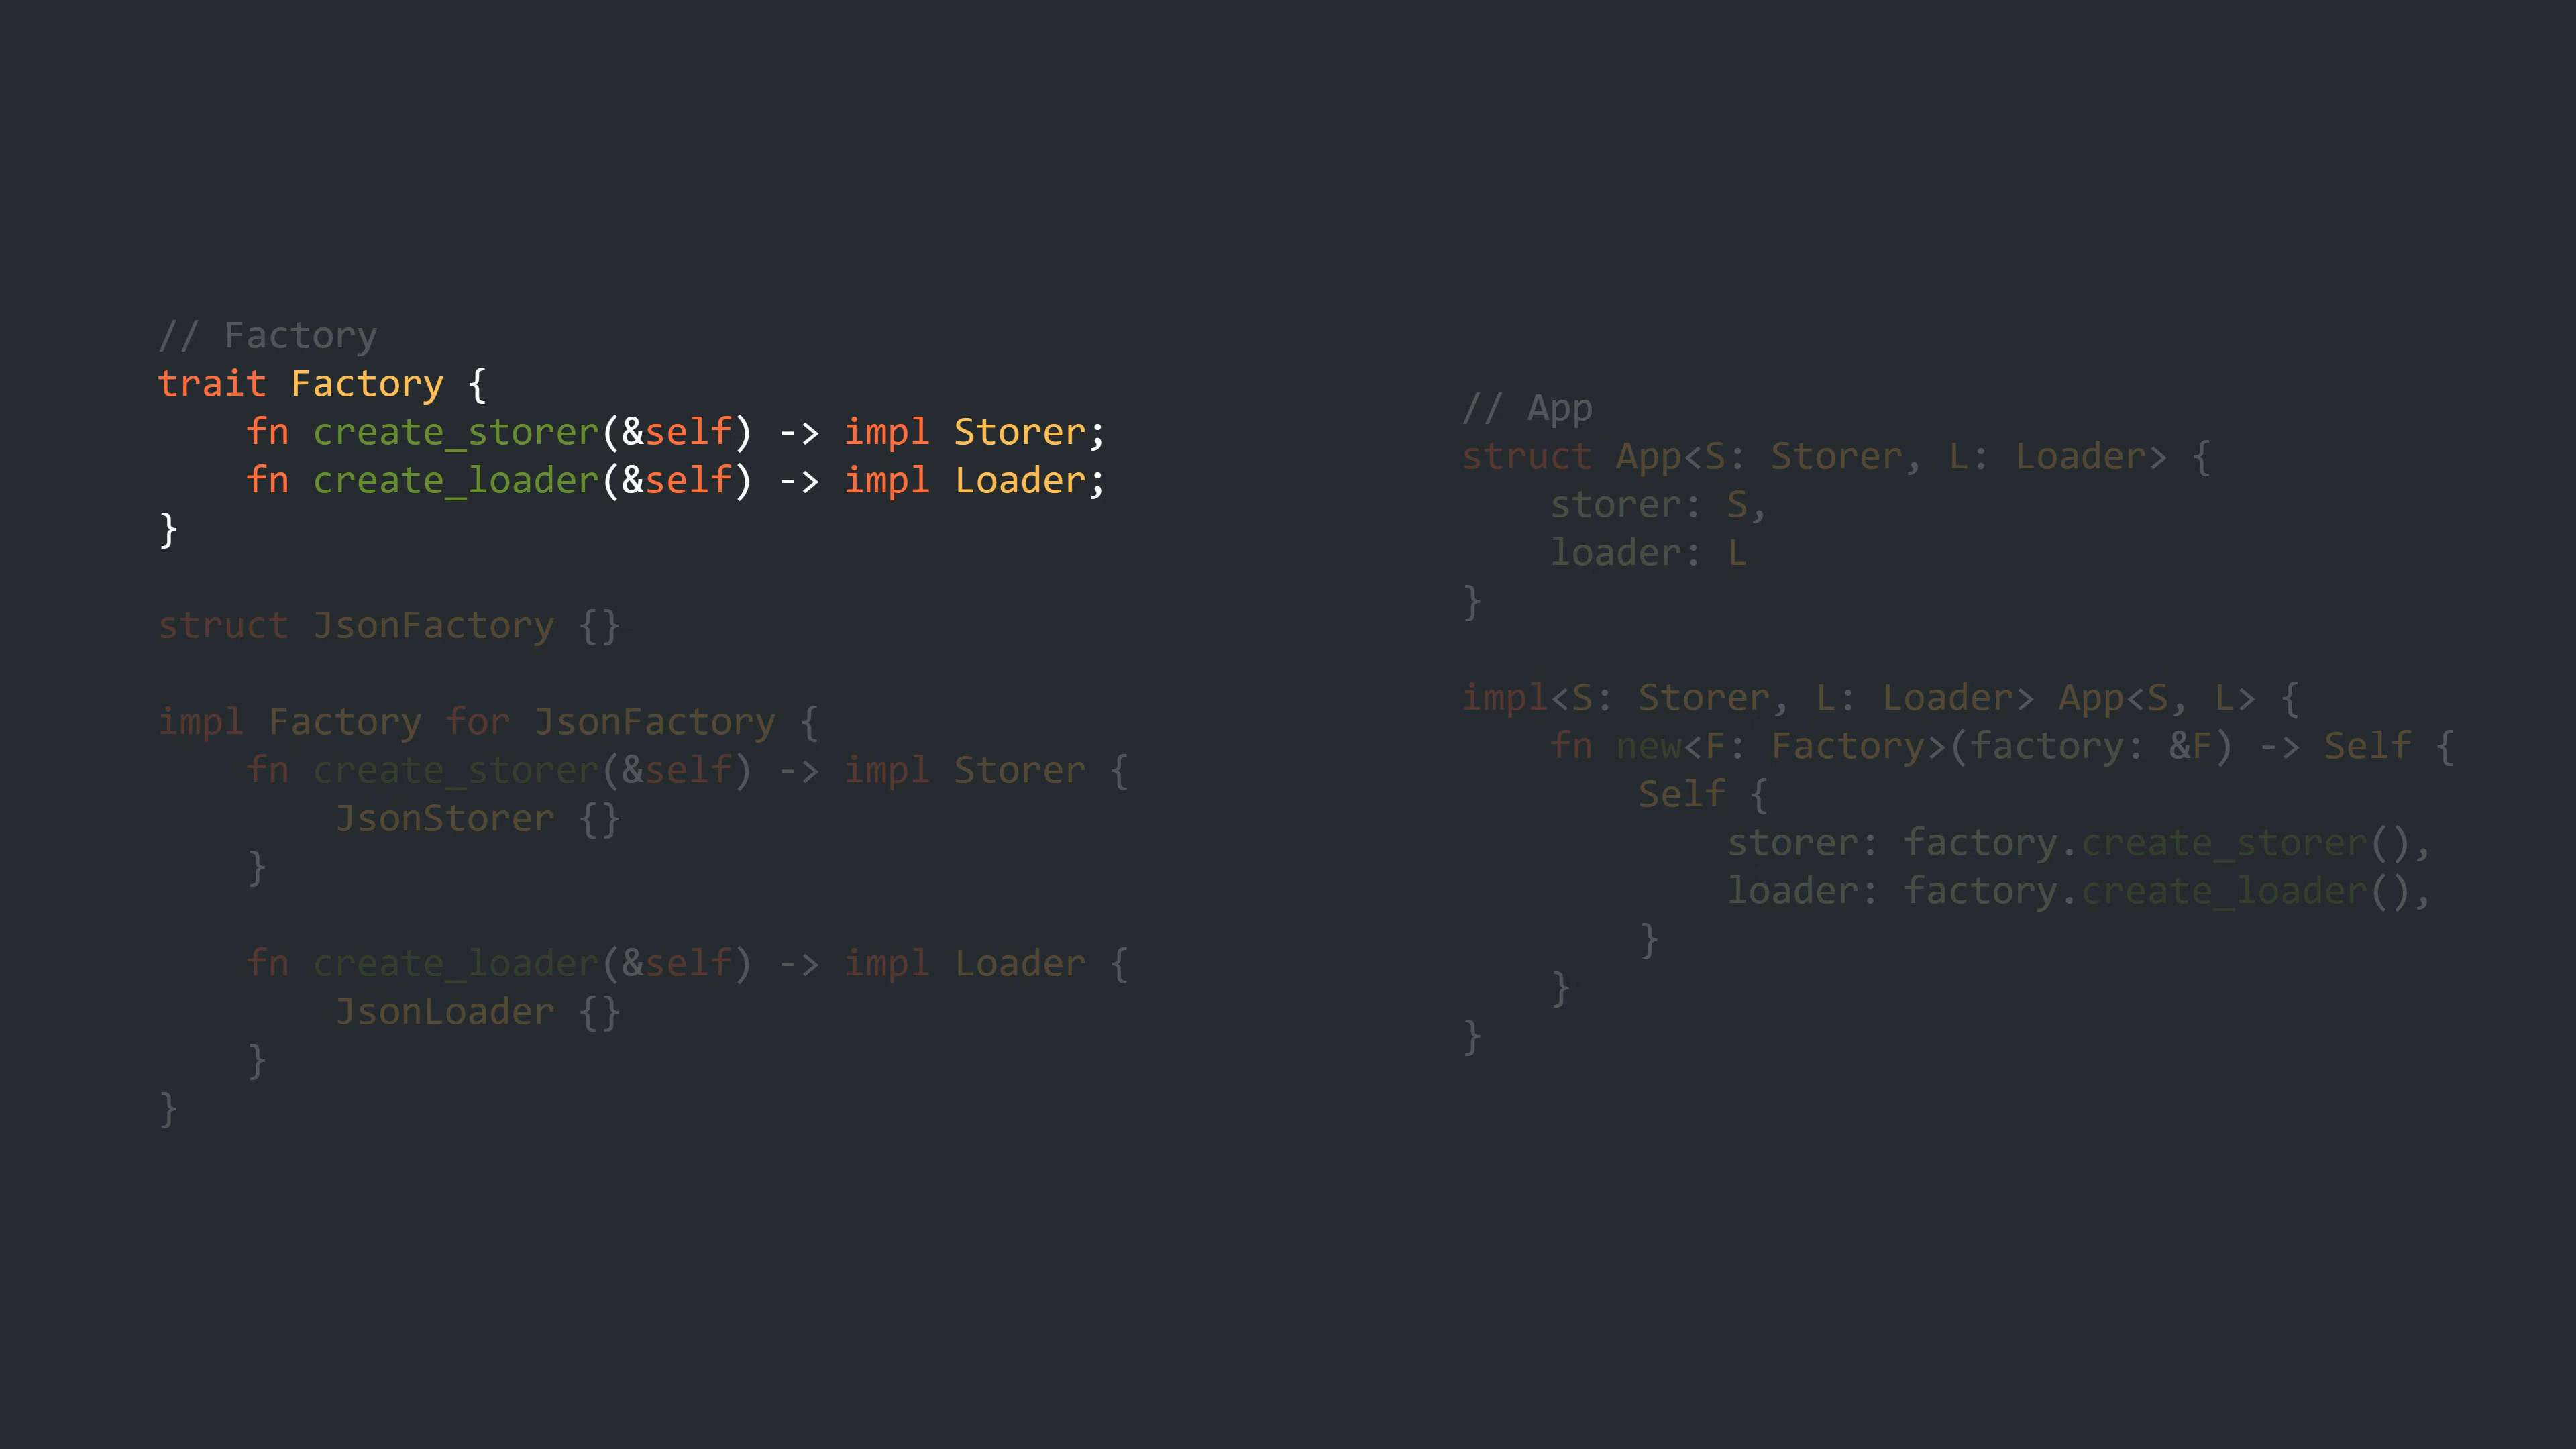 // Factory
trait Factory {
    fn create_storer(&self) -> impl Storer;
    fn create_loader(&self) -> impl Loader;
}

struct JsonFactory {}

impl Factory for JsonFactory {
    fn create_storer(&self) -> impl Storer {
        JsonStorer {}
    }

    fn create_loader(&self) -> impl Loader {
        JsonLoader {}
    }
}

// App
struct App<S: Storer, L: Loader> {
    storer: S,
    loader: L
}

impl<S: Storer, L: Loader> App<S, L> {
    fn new<F: Factory>(factory: &F) -> Self {
        Self {
            storer: factory.create_storer(),
            loader: factory.create_loader(),
        }
    }
}